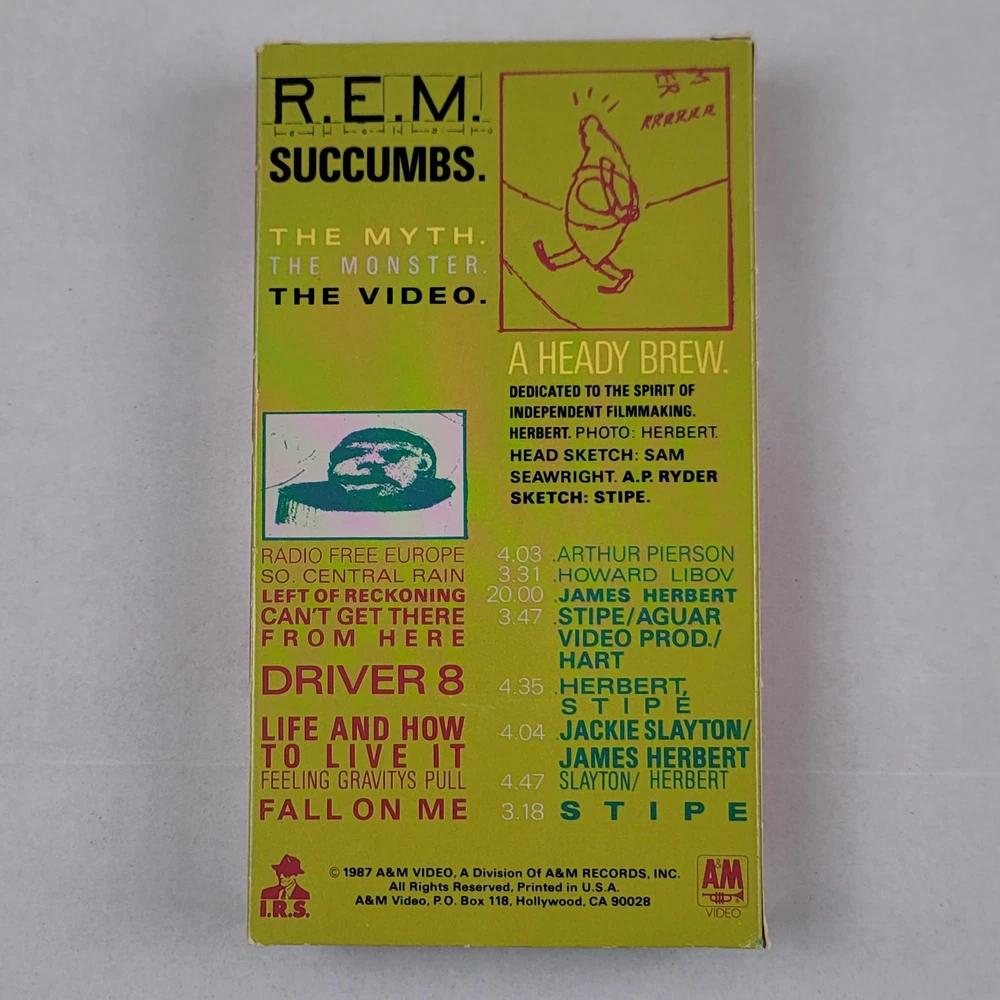 R.E.M.
SUCCUMBS.
THE MYTH.
THE MONSTER.
THE VIDEO.
ER M
RRRRRR
A HEADY BREW.
DEDICATED TO THE SPIRIT OF
INDEPENDENT FILMMAKING.
HERBERT. PHOTO: HERBERT.
HEAD SKETCH: SAM
SEAWRIGHT. A.P. RYDER
SKETCH: STIPE.
RADIO FREE EUROPE 4.03 .ARTHUR PIERSON
SO. CENTRAL RAIN 3.31 .HOWARD LIBOV
LEFT OF RECKONING 20.00 .JAMES HERBERT
CAN'T GET THERE 3.47 .STIPE/AGUAR
FROM HERE VIDEO PROD./
HART
DRIVER 8 4.35 .HERBERT,
STIPE
LIFE AND HOW 4.04 .JACKIE SLAYTON/
TO LIVE IT JAMES HERBERT
FEELING GRAVITYS PULL 4.47 SLAYTON/ HERBERT
FALL ON ME 3.18 STIPE
© 1987 A&M VIDEO, A Division Of A&M RECORDS, INC.
All Rights Reserved, Printed in U.S.A.
A&M Video, P.O. Box 118, Hollywood, CA 90028
I.R.S.
A&M
VIDEO